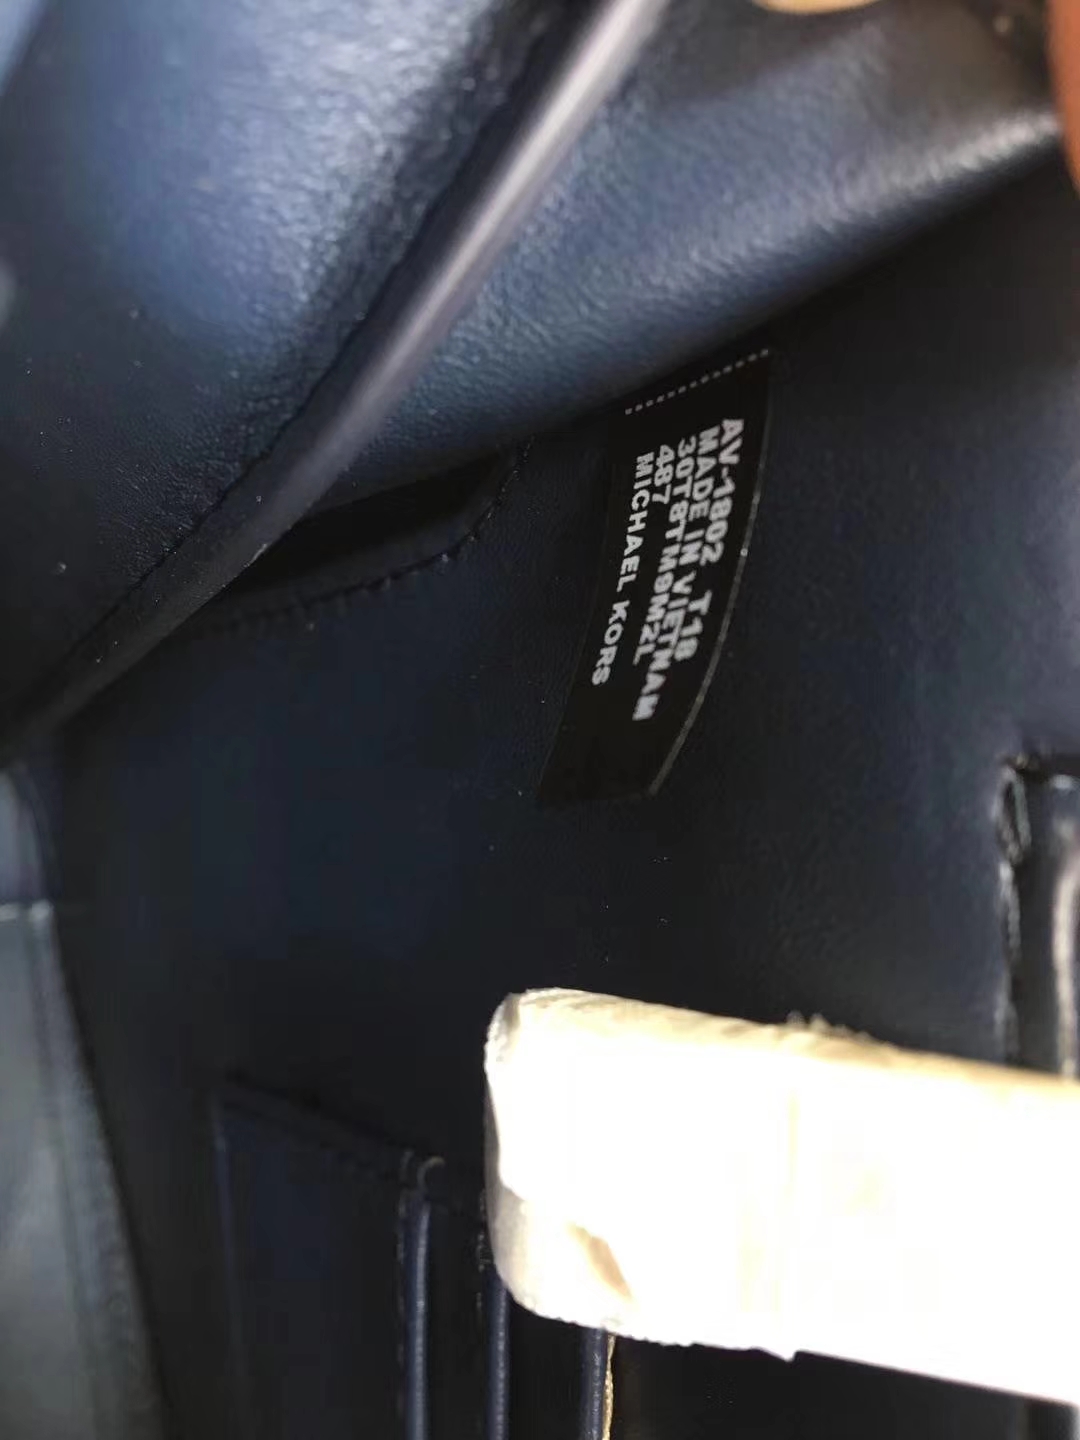 AV-1802 T18
MADE IN VIETNAM
30T8TM9M2L
487
MICHAEL KORS